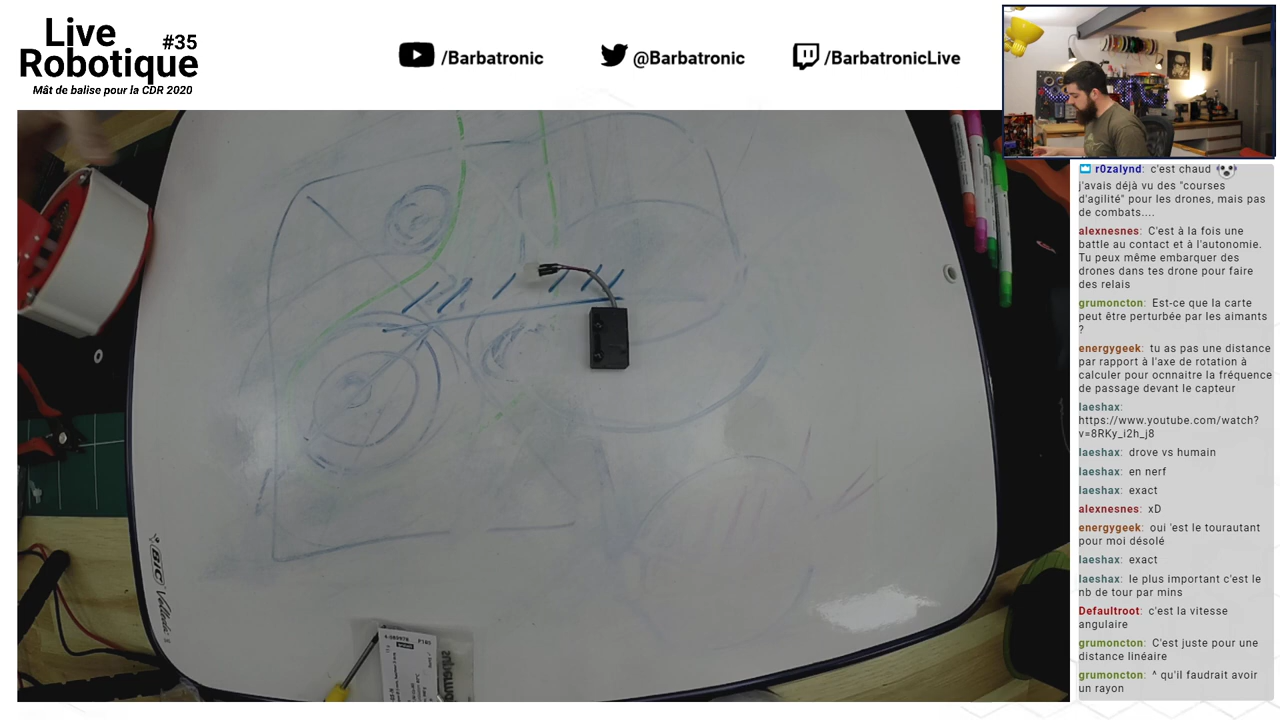 Live
Robotique #35
Mât de balise pour la CDR 2020
/Barbatronic
@Barbatronic
/BarbatronicLive
r0zalynd: c'est chaud
j'avais déjà vu des "courses
d'agilité" pour les drones, mais pas
de combats....
alexnesnes: C'est à la fois une
battle au contact et à l'autonomie.
Tu peux même embarquer des
drones dans tes drone pour faire
des relais
grumoncton: Est-ce que la carte
peut être perturbée par les aimants
?
energygeek: tu as pas une distance
par rapport à l'axe de rotation à
calculer pour ocnnaitre la fréquence
de passage devant le capteur
laeshax:
https://www.youtube.com/watch?
v=8RKy_i2h_j8
laeshax: drove vs humain
laeshax: en nerf
laeshax: exact
alexnesnes: xD
energygeek: oui 'est le tourautant
pour moi désolé
laeshax: exact
laeshax: le plus important c'est le
nb de tour par mins
Defaultroot: c'est la vitesse
angulaire
grumoncton: C'est juste pour une
distance linéaire
grumoncton: ^ qu'il faudrait avoir
un rayon
BIC Velleda